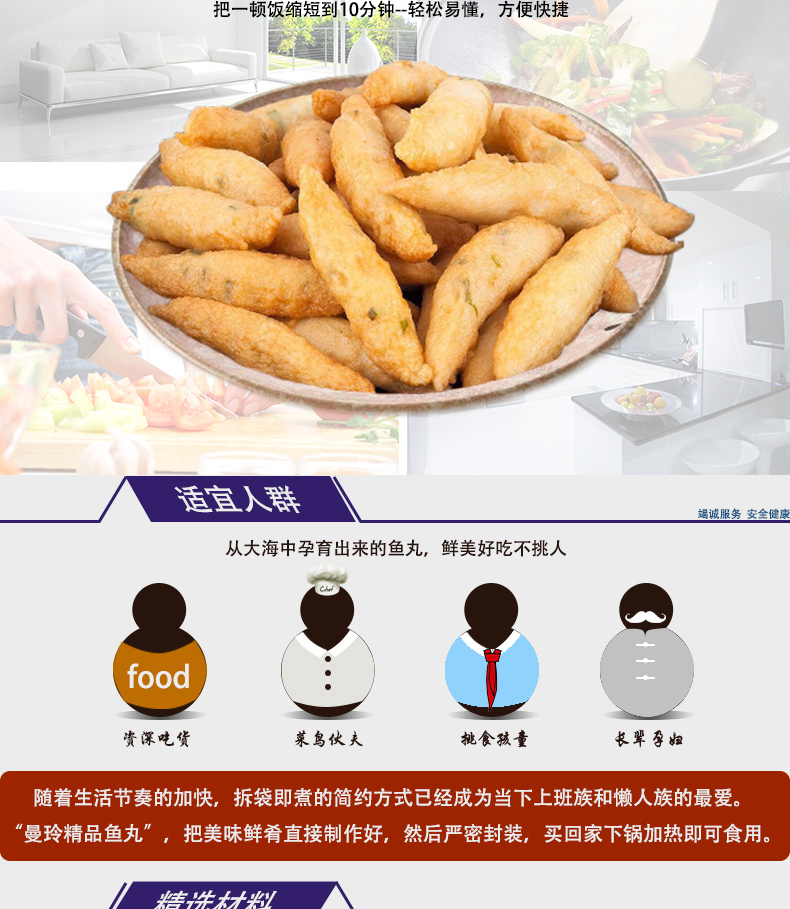 把一顿饭缩短到10分钟--轻松易懂，方便快捷
适宜人群
竭诚服务 安全健康
从大海中孕育出来的鱼丸，鲜美好吃不挑人
Chef
food
资深吃货
菜鸟伙夫
挑食孩童
长辈孕妇
随着生活节奏的加快，拆袋即煮的简约方式已经成为当下上班族和懒人族的最爱。
“曼玲精品鱼丸”，把美味鲜肴直接制作好，然后严密封装，买回家下锅加热即可食用。
精选材料